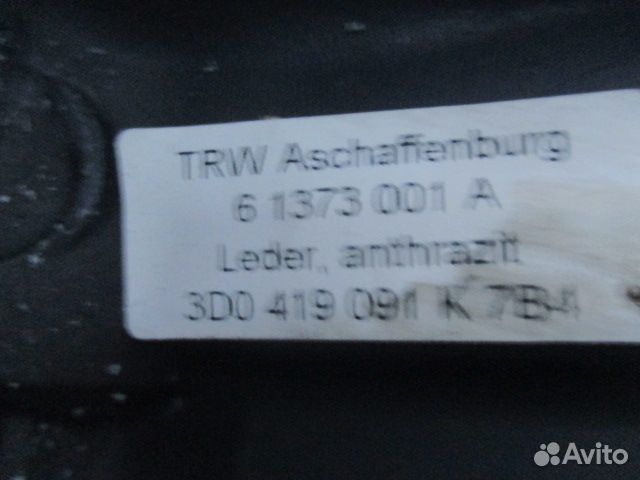 TRW Aschaffenburg
6 1373 001 A
Leder, anthrazit
3D0 419 091 K 7B4
Avito